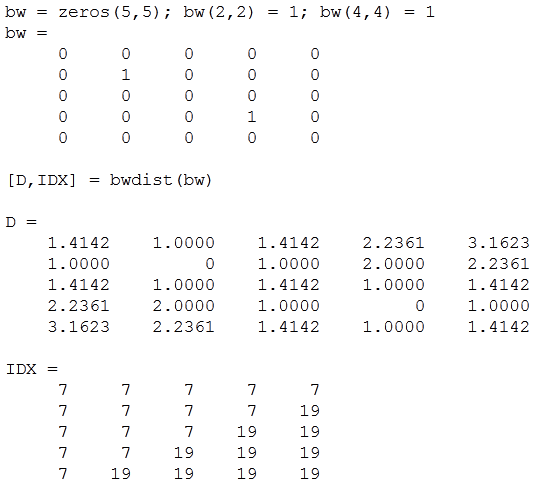 bw = zeros(5,5); bw(2,2) = 1; bw(4,4) = 1
bw =
0 0 0 0 0
0 1 0 0 0
0 0 0 0 0
0 0 0 1 0
0 0 0 0 0
[D,IDX] = bwdist(bw)
D =
1.4142 1.0000 1.4142 2.2361 3.1623
1.0000 0 1.0000 2.0000 2.2361
1.4142 1.0000 1.4142 1.0000 1.4142
2.2361 2.0000 1.0000 0 1.0000
3.1623 2.2361 1.4142 1.0000 1.4142
IDX =
7 7 7 7 7
7 7 7 7 19
7 7 7 19 19
7 7 19 19 19
7 19 19 19 19